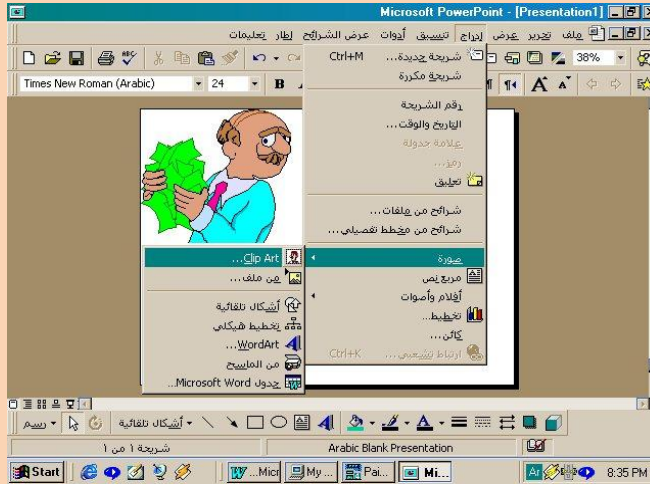 Microsoft PowerPoint - [Presentation1]
ملف تحرير عرض إدراج تنسيق أدوات عرض الشرائح إطار تعليمات
38%
Times New Roman (Arabic) 24 B
شريحة جديدة... Ctrl+M
شريحة مكررة
رقم الشريحة
التاريخ والوقت...
علامة جدولة
رمز...
تعليق
شرائح من ملفات...
شرائح من مخطط تفصيلي...
صورة
مربع نص
أفلام وأصوات
تخطيط...
كائن...
ارتباط تشعبي... Ctrl+K
Clip Art...
من ملف...
أشكال تلقائية
تخطيط هيكلي
WordArt...
من الماسح
جدول Microsoft Word...
رسم أشكال تلقائية
شريحة ١ من ١
Arabic Blank Presentation
Start
...Micr
My ...
Pai...
Mi...
Ar
8:35 PM